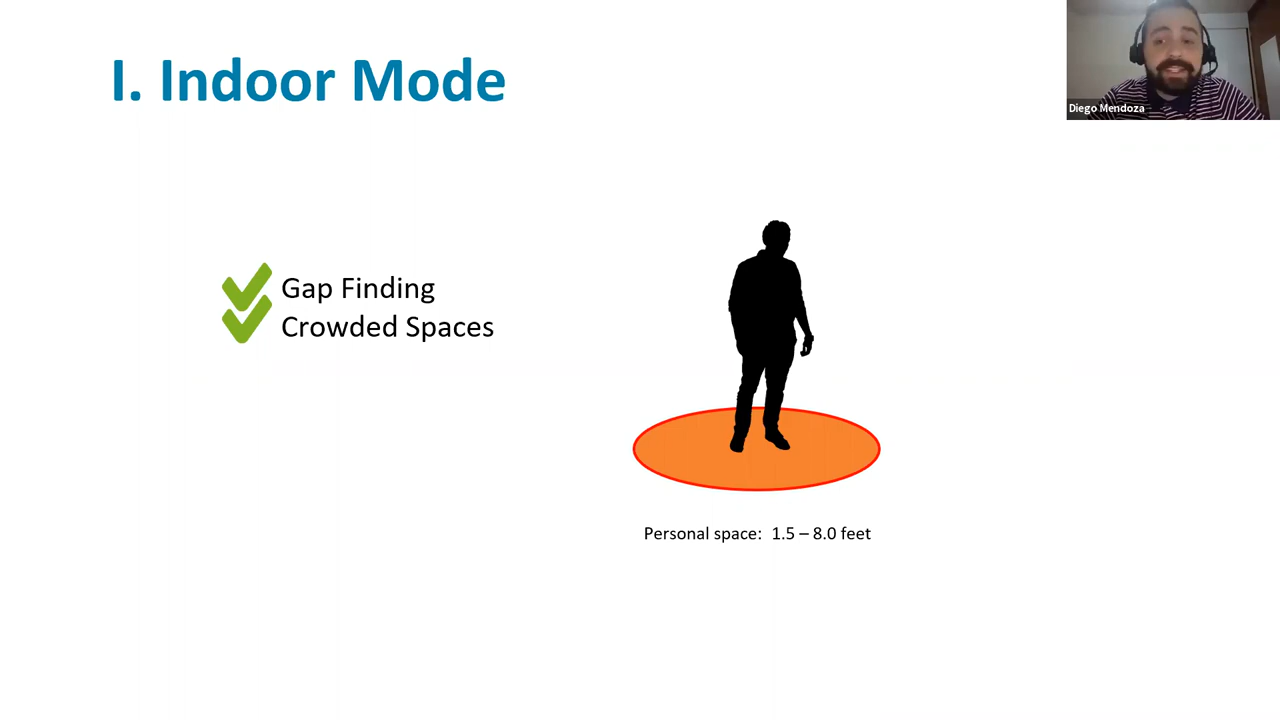 I. Indoor Mode
Diego Mendoza
Gap Finding
Crowded Spaces
Personal space: 1.5 – 8.0 feet